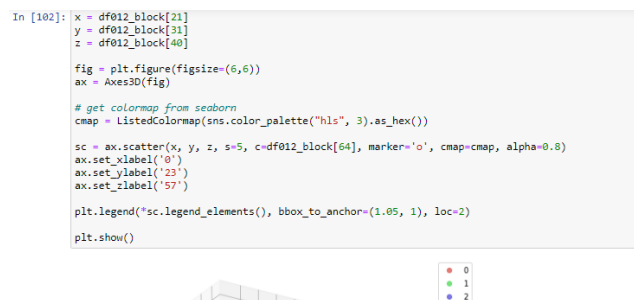 In [102]: x = df012_block[21]
y = df012_block[31]
z = df012_block[40]
fig = plt.figure(figsize=(6,6))
ax = Axes3D(fig)
# get colormap from seaborn
cmap = ListedColormap(sns.color_palette("hls", 3).as_hex())
sc = ax.scatter(x, y, z, s=5, c=df012_block[64], marker='o', cmap=cmap, alpha=0.8)
ax.set_xlabel('0')
ax.set_ylabel('23')
ax.set_zlabel('57')
plt.legend(*sc.legend_elements(), bbox_to_anchor=(1.05, 1), loc=2)
plt.show()
0
1
2